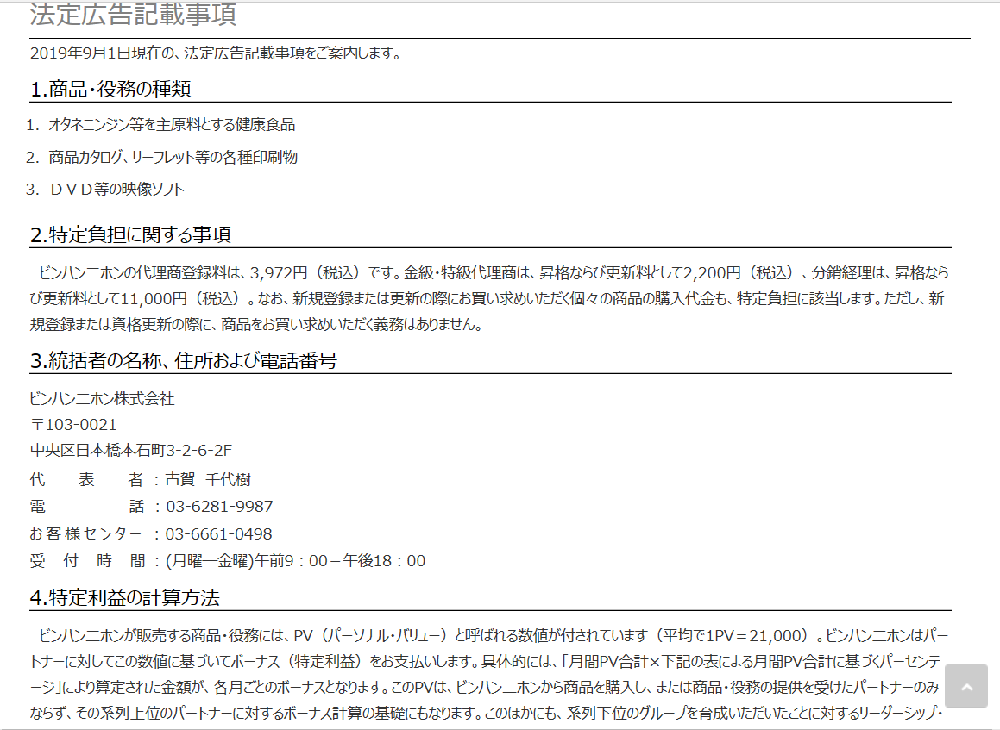 法定広告記載事項
2019年9月1日現在の、法定広告記載事項をご案内します。
1.商品・役務の種類
1. オタネニンジン等を主原料とする健康食品
2. 商品カタログ、リーフレット等の各種印刷物
3. ＤＶＤ等の映像ソフト
2.特定負担に関する事項
ビンハンニホンの代理商登録料は、3,972円（税込）です。金級・特級代理商は、昇格ならび更新料として2,200円（税込）、分銷経理は、昇格なら
び更新料として11,000円（税込）。なお、新規登録または更新の際にお買い求めいただく個々の商品の購入代金も、特定負担に該当します。ただし、新
規登録または資格更新の際に、商品をお買い求めいただく義務はありません。
3.統括者の名称、住所および電話番号
ビンハンニホン株式会社
〒103-0021
中央区日本橋本石町3-2-6-2F
代　表　者 ：古賀 千代樹
電　　　話 ：03-6281-9987
お客様センター ：03-6661-0498
受　付　時　間 ：(月曜―金曜)午前9：00－午後18：00
4.特定利益の計算方法
ビンハンニホンが販売する商品・役務には、PV（パーソナル・バリュー）と呼ばれる数値が付されています（平均で1PV＝21,000）。ビンハンニホンはパー
トナーに対してこの数値に基づいてボーナス（特定利益）をお支払いします。具体的には、「月間PV合計×下記の表による月間PV合計に基づくパーセンテ
ージ」により算定された金額が、各月ごとのボーナスとなります。このPVは、ビンハンニホンから商品を購入し、または商品・役務の提供を受けたパートナーのみ
ならず、その系列上位のパートナーに対するボーナス計算の基礎にもなります。このほかにも、系列下位のグループを育成いただいたことに対するリーダーシップ・